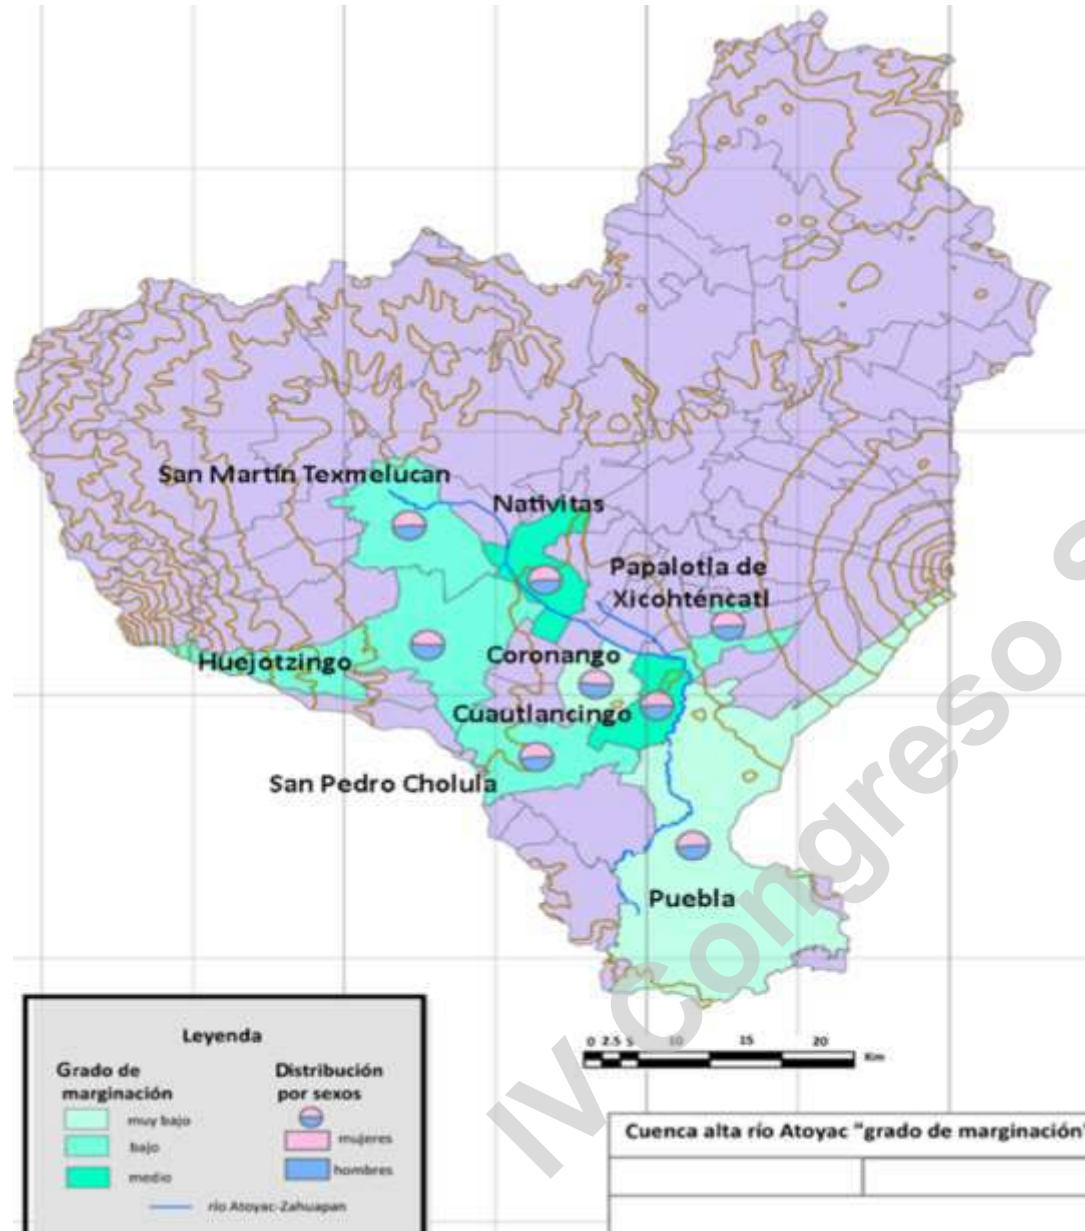 San Martín Texmelucan
Nativitas
Papalotla de
Xicohténcatl
Huejotzingo
Coronango
Cuautlancingo
San Pedro Cholula
Puebla
Leyenda
Grado de
marginación
muy bajo
bajo
medio
Distribución
por sexos
mujeres
hombres
río Atoyac-Zahuapan
0 2.5 5 10 15 20
Km
Cuenca alta río Atoyac "grado de marginación"
IV Congreso s